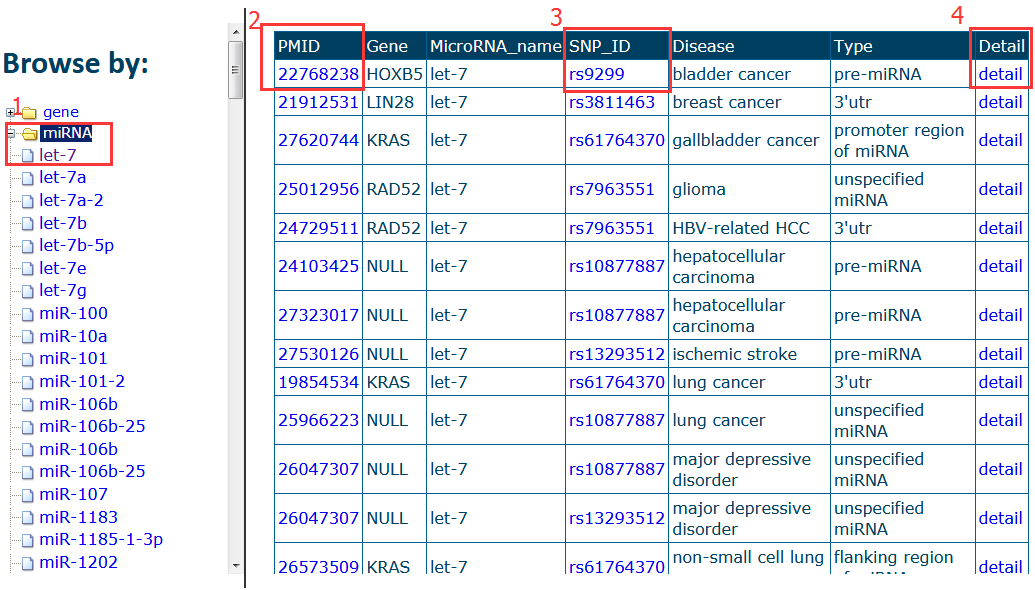 Browse by:
1
gene
miRNA
let-7
let-7a
let-7a-2
let-7b
let-7b-5p
let-7e
let-7g
miR-100
miR-10a
miR-101
miR-101-2
miR-106b
miR-106b-25
miR-106b
miR-106b-25
miR-107
miR-1183
miR-1185-1-3p
miR-1202
2 3 4
PMID Gene MicroRNA_name SNP_ID Disease Type Detail
22768238 HOXB5 let-7 rs9299 bladder cancer pre-miRNA detail
21912531 LIN28 let-7 rs3811463 breast cancer 3'utr detail
27620744 KRAS let-7 rs61764370 gallbladder cancer promoter region of miRNA detail
25012956 RAD52 let-7 rs7963551 glioma unspecified miRNA detail
24729511 RAD52 let-7 rs7963551 HBV-related HCC 3'utr detail
24103425 NULL let-7 rs10877887 hepatocellular carcinoma pre-miRNA detail
27323017 NULL let-7 rs10877887 hepatocellular carcinoma pre-miRNA detail
27530126 NULL let-7 rs13293512 ischemic stroke pre-miRNA detail
19854534 KRAS let-7 rs61764370 lung cancer 3'utr detail
25966223 NULL let-7 rs10877887 lung cancer unspecified miRNA detail
26047307 NULL let-7 rs10877887 major depressive disorder unspecified miRNA detail
26047307 NULL let-7 rs13293512 major depressive disorder unspecified miRNA detail
26573509 KRAS let-7 rs61764370 non-small cell lung flanking region detail